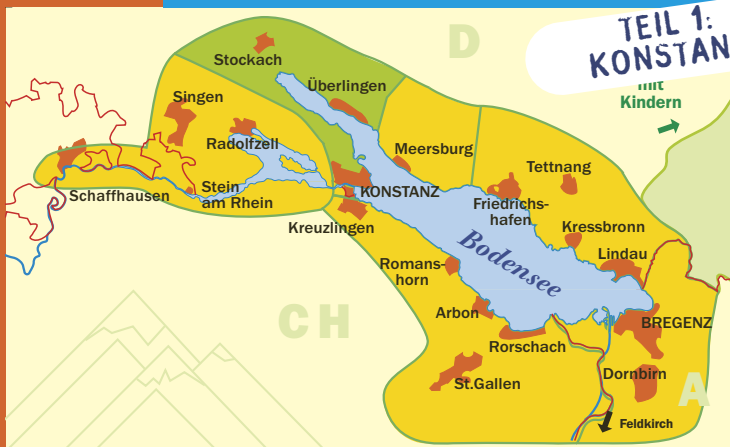 TEIL 1:
KONSTAN
D
mit
Kindern
Stockach
Überlingen
Singen
Radolfzell
Meersburg
Tettnang
Schaffhausen
Stein
am Rhein
KONSTANZ
Friedrichs-
hafen
Kreuzlingen
Kressbronn
Lindau
Bodensee
Romans-
horn
CH
Arbon
BREGENZ
Rorschach
St.Gallen
Dornbirn
A
Feldkirch